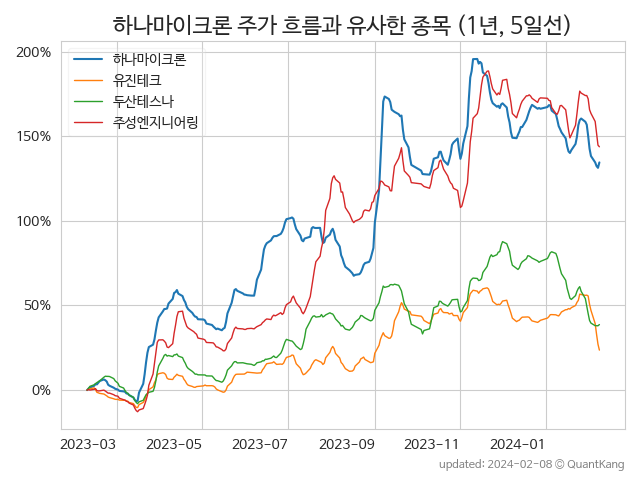 하나마이크론 주가 흐름과 유사한 종목 (1년, 5일선)
200%
150%
100%
50%
0%
하나마이크론
유진테크
두산테스나
주성엔지니어링
2023-03 2023-05 2023-07 2023-09 2023-11 2024-01
updated: 2024-02-08 ⓒ QuantKang